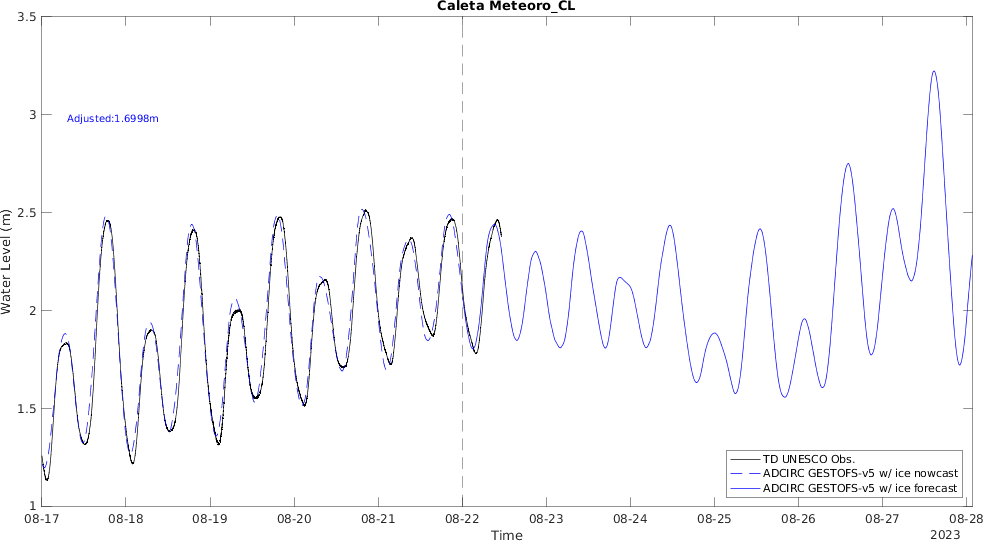 Caleta Meteoro_CL
3.5
3
2.5
2
1.5
1
Water Level (m)
Adjusted:1.6998m
TD UNESCO Obs.
ADCIRC GESTOFS-v5 w/ ice nowcast
ADCIRC GESTOFS-v5 w/ ice forecast
08-17 08-18 08-19 08-20 08-21 08-22 08-23 08-24 08-25 08-26 08-27 08-28
Time
2023